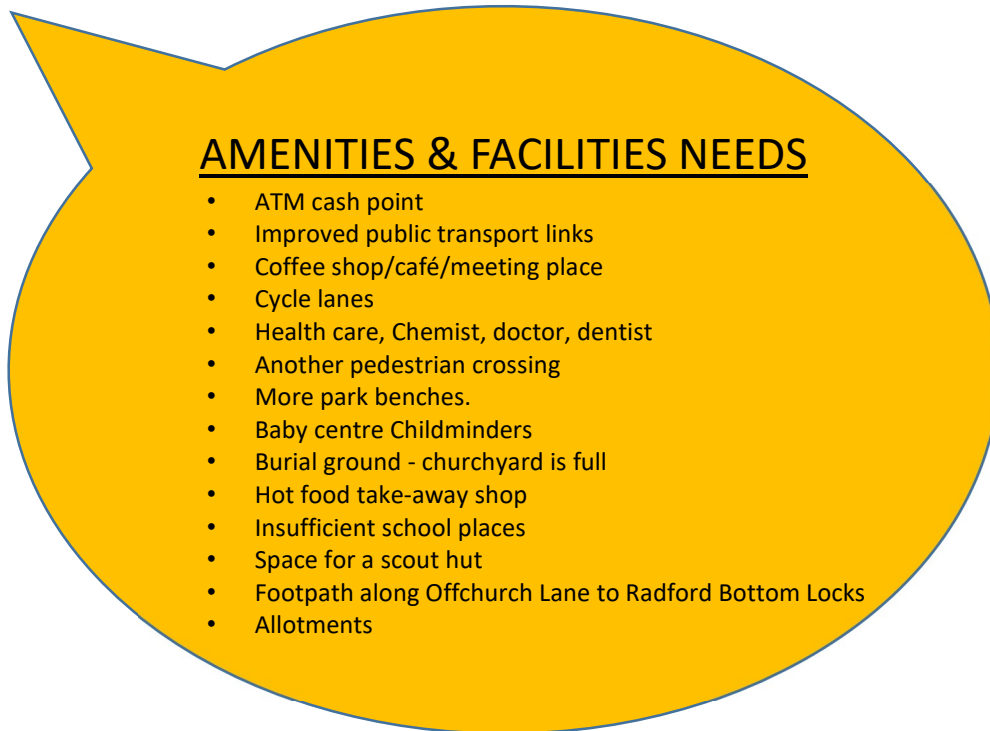 AMENITIES & FACILITIES NEEDS
• ATM cash point
• Improved public transport links
• Coffee shop/café/meeting place
• Cycle lanes
• Health care, Chemist, doctor, dentist
• Another pedestrian crossing
• More park benches.
• Baby centre Childminders
• Burial ground - churchyard is full
• Hot food take-away shop
• Insufficient school places
• Space for a scout hut
• Footpath along Offchurch Lane to Radford Bottom Locks
• Allotments